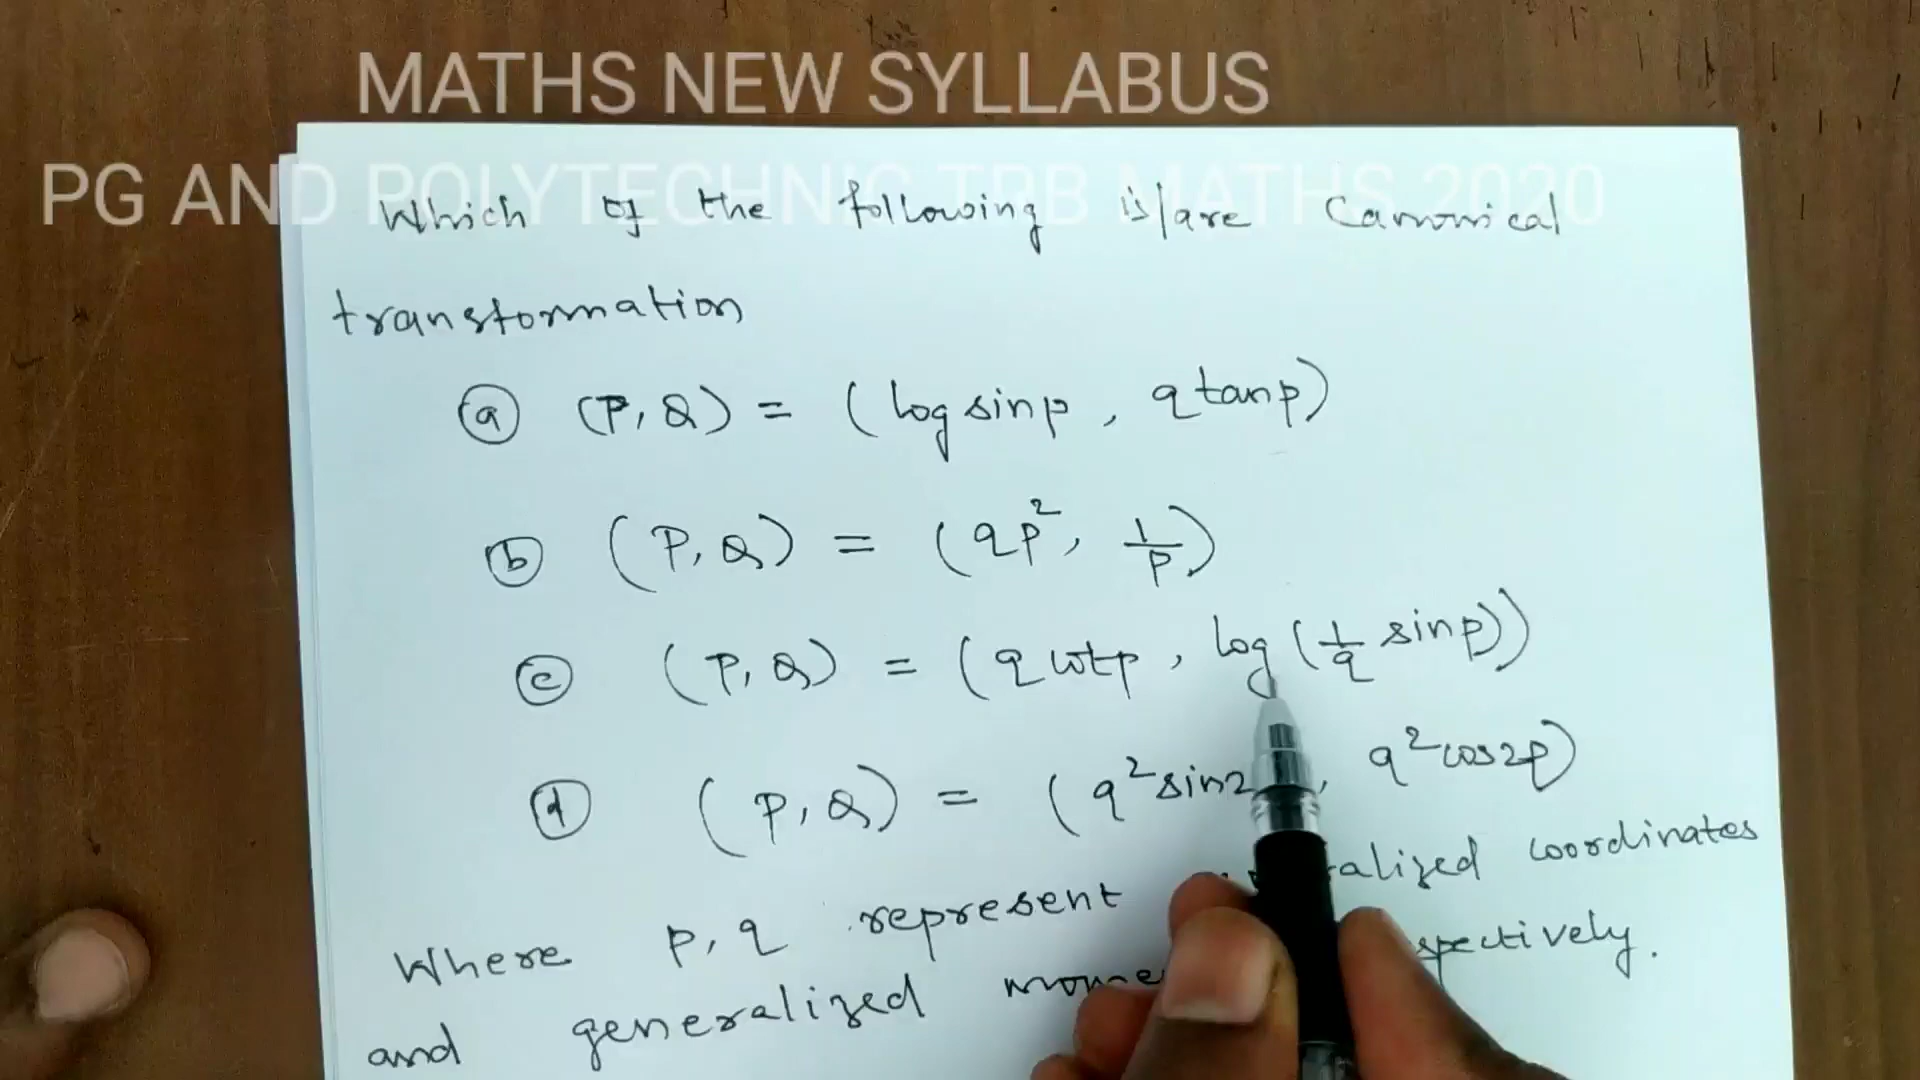 MATHS NEW SYLLABUS
PG AND POLYTECHNIC TRB MATHS 2020
Which of the following is/are Canonical
transformation
(a) (P, Q) = (log sin p, q tan p)
(b) (P, Q) = (qp², 1/p)
(c) (P, Q) = (q cot p, log(1/q sin p))
(d) (P, Q) = (q² sin2 , q² cos2p)
Where p, q represent coordinates
and generalized